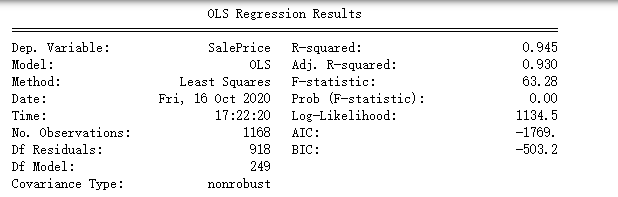 OLS Regression Results
Dep. Variable: SalePrice R-squared: 0.945
Model: OLS Adj. R-squared: 0.930
Method: Least Squares F-statistic: 63.28
Date: Fri, 16 Oct 2020 Prob (F-statistic): 0.00
Time: 17:22:20 Log-Likelihood: 1134.5
No. Observations: 1168 AIC: -1769.
Df Residuals: 918 BIC: -503.2
Df Model: 249
Covariance Type: nonrobust